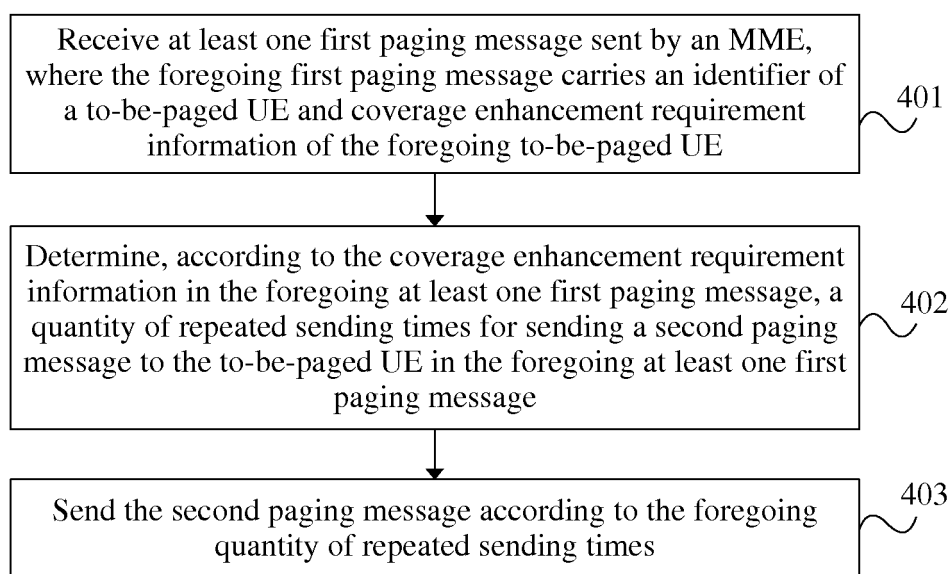 Receive at least one first paging message sent by an MME,
where the foregoing first paging message carries an identifier of
a to-be-paged UE and coverage enhancement requirement
information of the foregoing to-be-paged UE
401
Determine, according to the coverage enhancement requirement
information in the foregoing at least one first paging message, a
quantity of repeated sending times for sending a second paging
message to the to-be-paged UE in the foregoing at least one first
paging message
402
Send the second paging message according to the foregoing
quantity of repeated sending times
403